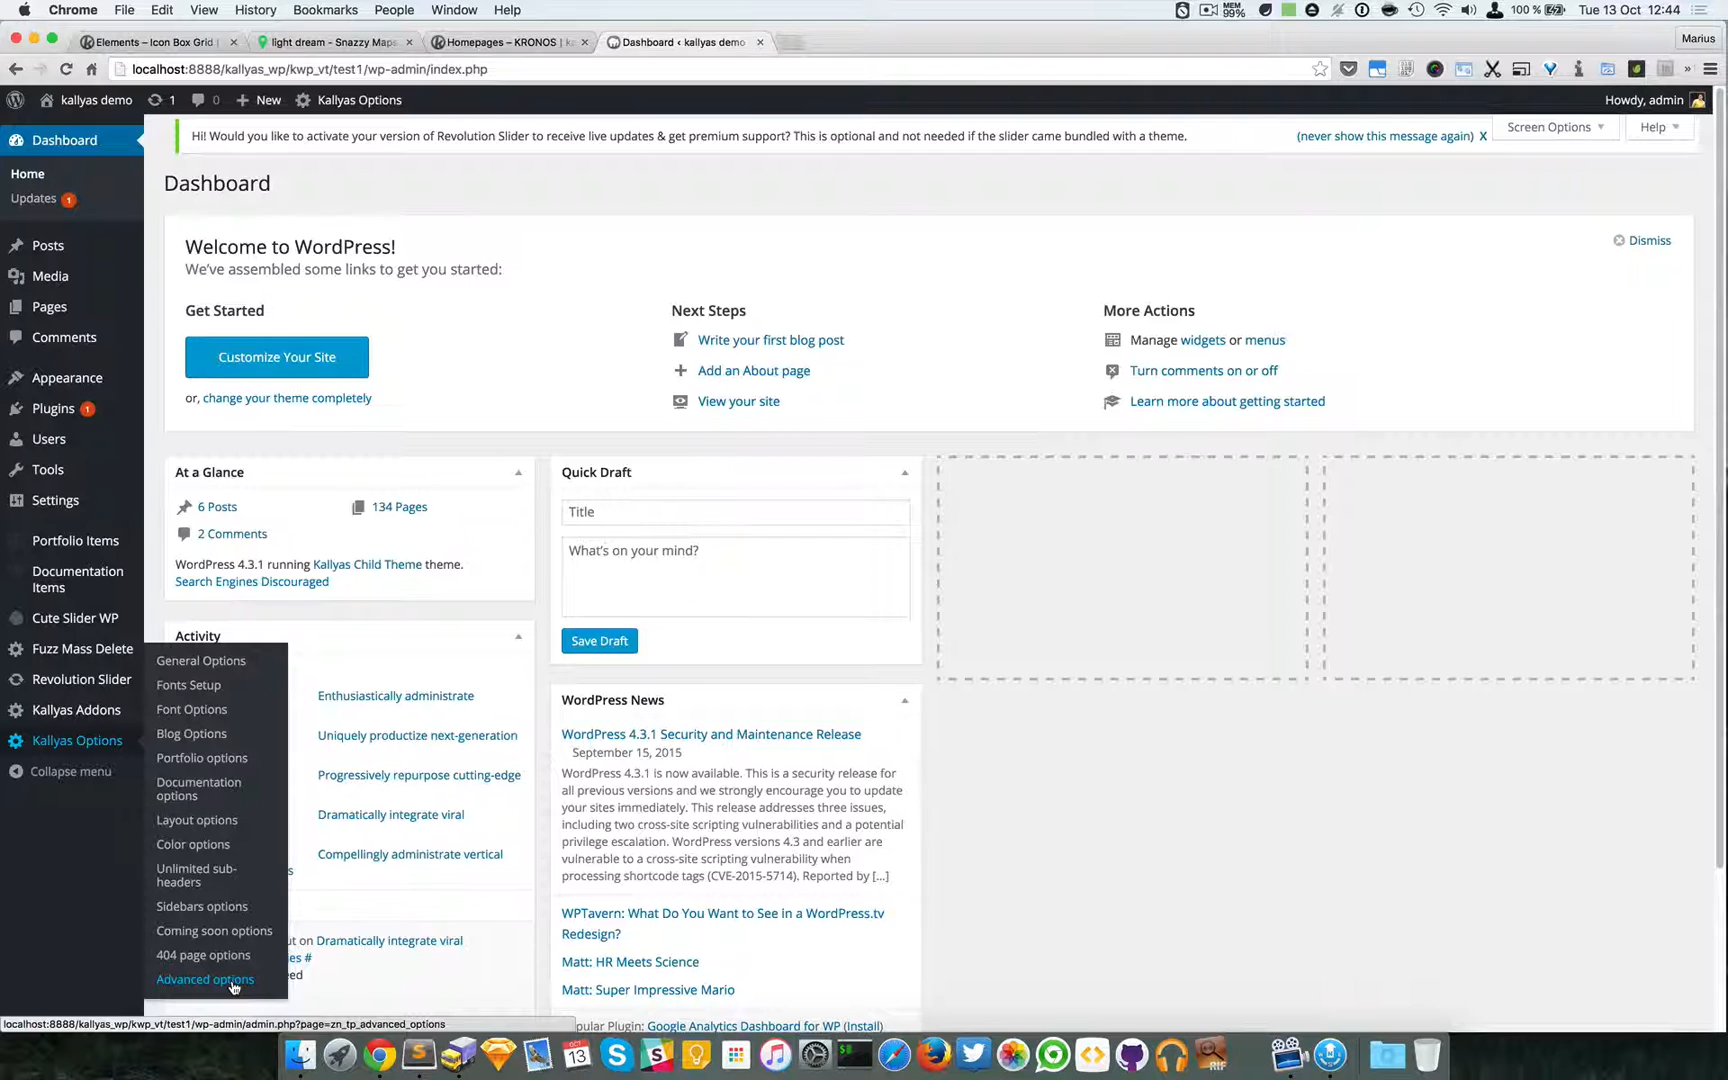 Chrome File Edit View History Bookmarks People Window Help
MEM 99% 100 % Tue 13 Oct 12:44
Elements – Icon Box Grid |
light dream - Snazzy Maps
Homepages – KRONOS |
Dashboard ‹ kallyas demo
Marius
localhost:8888/kallyas_wp/kwp_vt/test1/wp-admin/index.php
kallyas demo 1 0 New Kallyas Options
Howdy, admin
Dashboard
Home
Updates 1
Posts
Media
Pages
Comments
Appearance
Plugins 1
Users
Tools
Settings
Portfolio Items
Documentation
Items
Cute Slider WP
Fuzz Mass Delete
Revolution Slider
Kallyas Addons
Kallyas Options
Collapse menu
General Options
Fonts Setup
Font Options
Blog Options
Portfolio options
Documentation
options
Layout options
Color options
Unlimited sub-
headers
Sidebars options
Coming soon options
404 page options
Advanced options
Hi! Would you like to activate your version of Revolution Slider to receive live updates & get premium support? This is optional and not needed if the slider came bundled with a theme.
(never show this message again) X
Screen Options
Help
Dashboard
Welcome to WordPress!
We've assembled some links to get you started:
Dismiss
Get Started
Customize Your Site
or, change your theme completely
Next Steps
Write your first blog post
Add an About page
View your site
More Actions
Manage widgets or menus
Turn comments on or off
Learn more about getting started
At a Glance
6 Posts
134 Pages
2 Comments
WordPress 4.3.1 running Kallyas Child Theme theme.
Search Engines Discouraged
Activity
Enthusiastically administrate
Uniquely productize next-generation
Progressively repurpose cutting-edge
Dramatically integrate viral
Compellingly administrate vertical
ut on Dramatically integrate viral
ies #
eed
Quick Draft
Title
What's on your mind?
Save Draft
WordPress News
WordPress 4.3.1 Security and Maintenance Release
September 15, 2015
WordPress 4.3.1 is now available. This is a security release for
all previous versions and we strongly encourage you to update
your sites immediately. This release addresses three issues,
including two cross-site scripting vulnerabilities and a potential
privilege escalation. WordPress versions 4.3 and earlier are
vulnerable to a cross-site scripting vulnerability when
processing shortcode tags (CVE-2015-5714). Reported by [...]
WPTavern: What Do You Want to See in a WordPress.tv
Redesign?
Matt: HR Meets Science
Matt: Super Impressive Mario
opular Plugin: Google Analytics Dashboard for WP (Install)
localhost:8888/kallyas_wp/kwp_vt/test1/wp-admin/admin.php?page=zn_tp_advanced_options